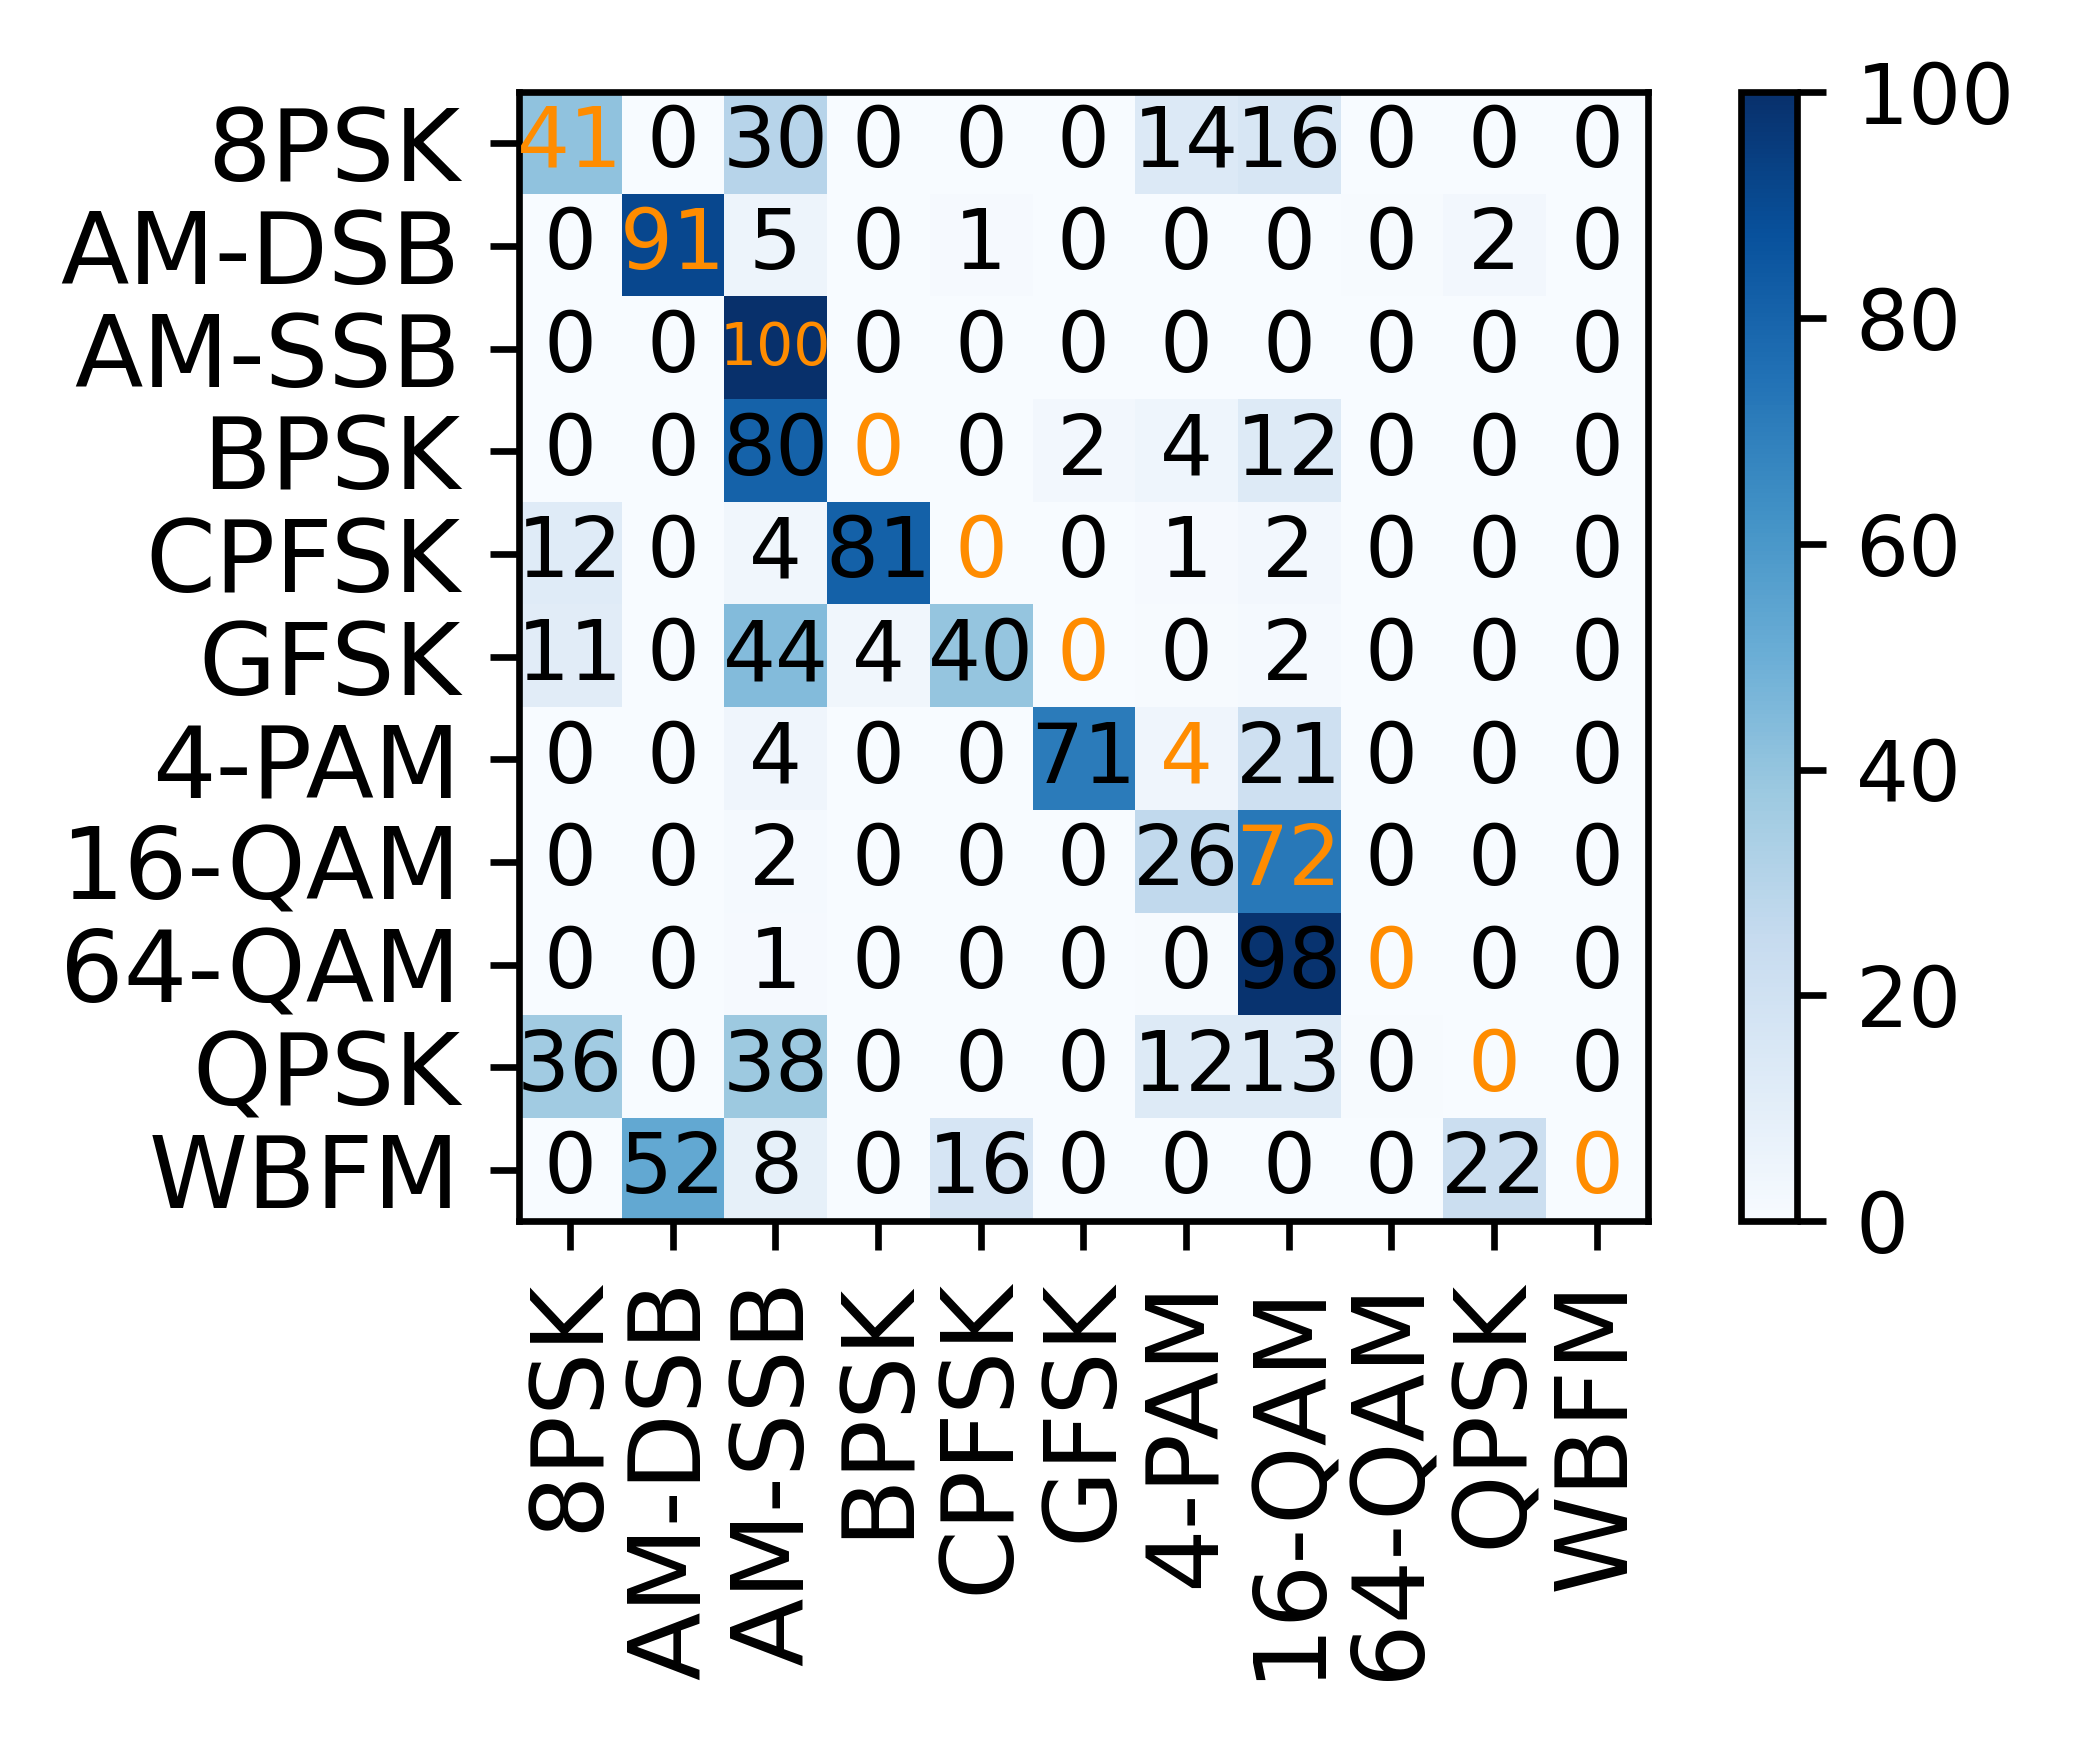 8PSK 41 0 30 0 0 0 14 16 0 0 0
AM-DSB 0 91 5 0 1 0 0 0 0 2 0
AM-SSB 0 0 100 0 0 0 0 0 0 0 0
BPSK 0 0 80 0 0 2 4 12 0 0 0
CPFSK 12 0 4 81 0 0 1 2 0 0 0
GFSK 11 0 44 4 40 0 0 2 0 0 0
4-PAM 0 0 4 0 0 71 4 21 0 0 0
16-QAM 0 0 2 0 0 0 26 72 0 0 0
64-QAM 0 0 1 0 0 0 0 98 0 0 0
QPSK 36 0 38 0 0 0 12 13 0 0 0
WBFM 0 52 8 0 16 0 0 0 0 22 0
8PSK
AM-DSB
AM-SSB
BPSK
CPFSK
GFSK
4-PAM
16-QAM
64-QAM
QPSK
WBFM
100
80
60
40
20
0